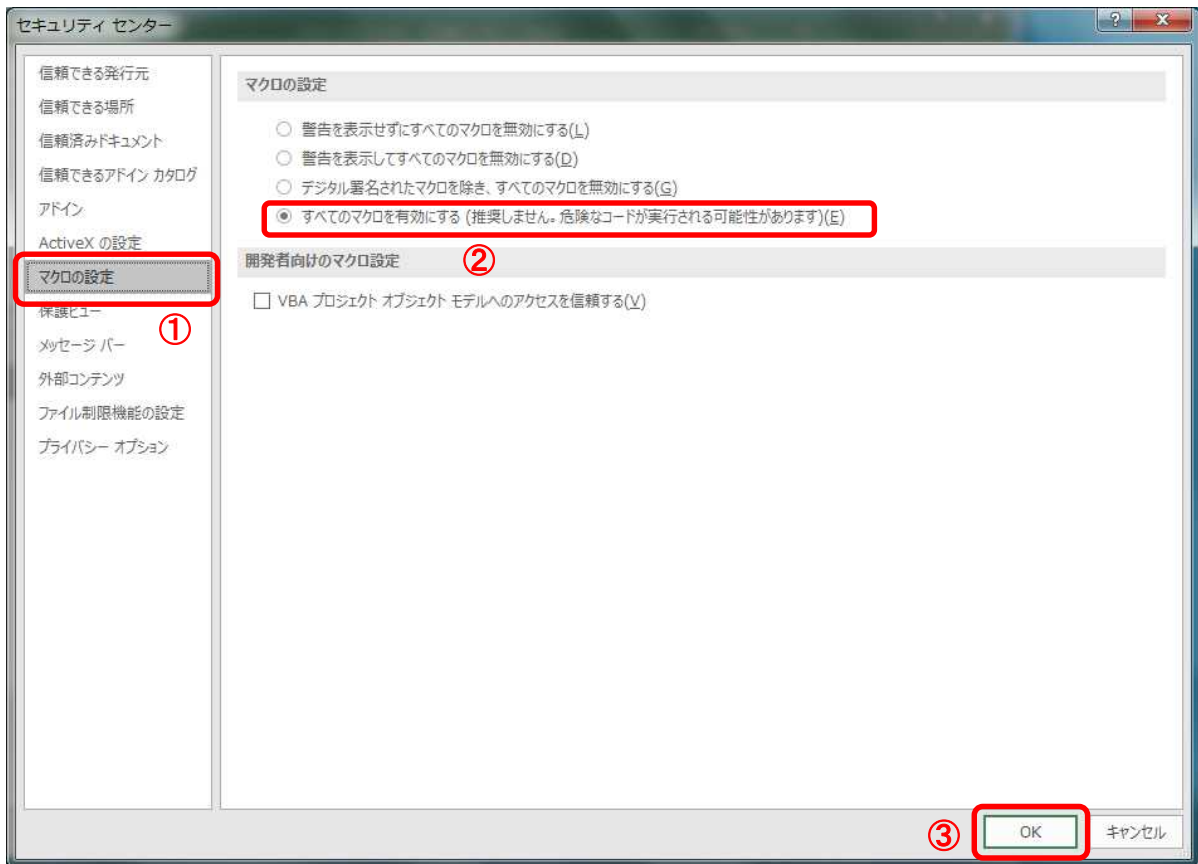 セキュリティ センター
?
信頼できる発行元
信頼できる場所
信頼済みドキュメント
信頼できるアドイン カタログ
アドイン
ActiveX の設定
マクロの設定
保護ビュー
①
メッセージ バー
外部コンテンツ
ファイル制限機能の設定
プライバシー オプション
マクロの設定
警告を表示せずにすべてのマクロを無効にする(L)
警告を表示してすべてのマクロを無効にする(D)
デジタル署名されたマクロを除き、すべてのマクロを無効にする(G)
すべてのマクロを有効にする (推奨しません。危険なコードが実行される可能性があります)(E)
②
開発者向けのマクロ設定
VBA プロジェクト オブジェクト モデルへのアクセスを信頼する(V)
③
OK
キャンセル